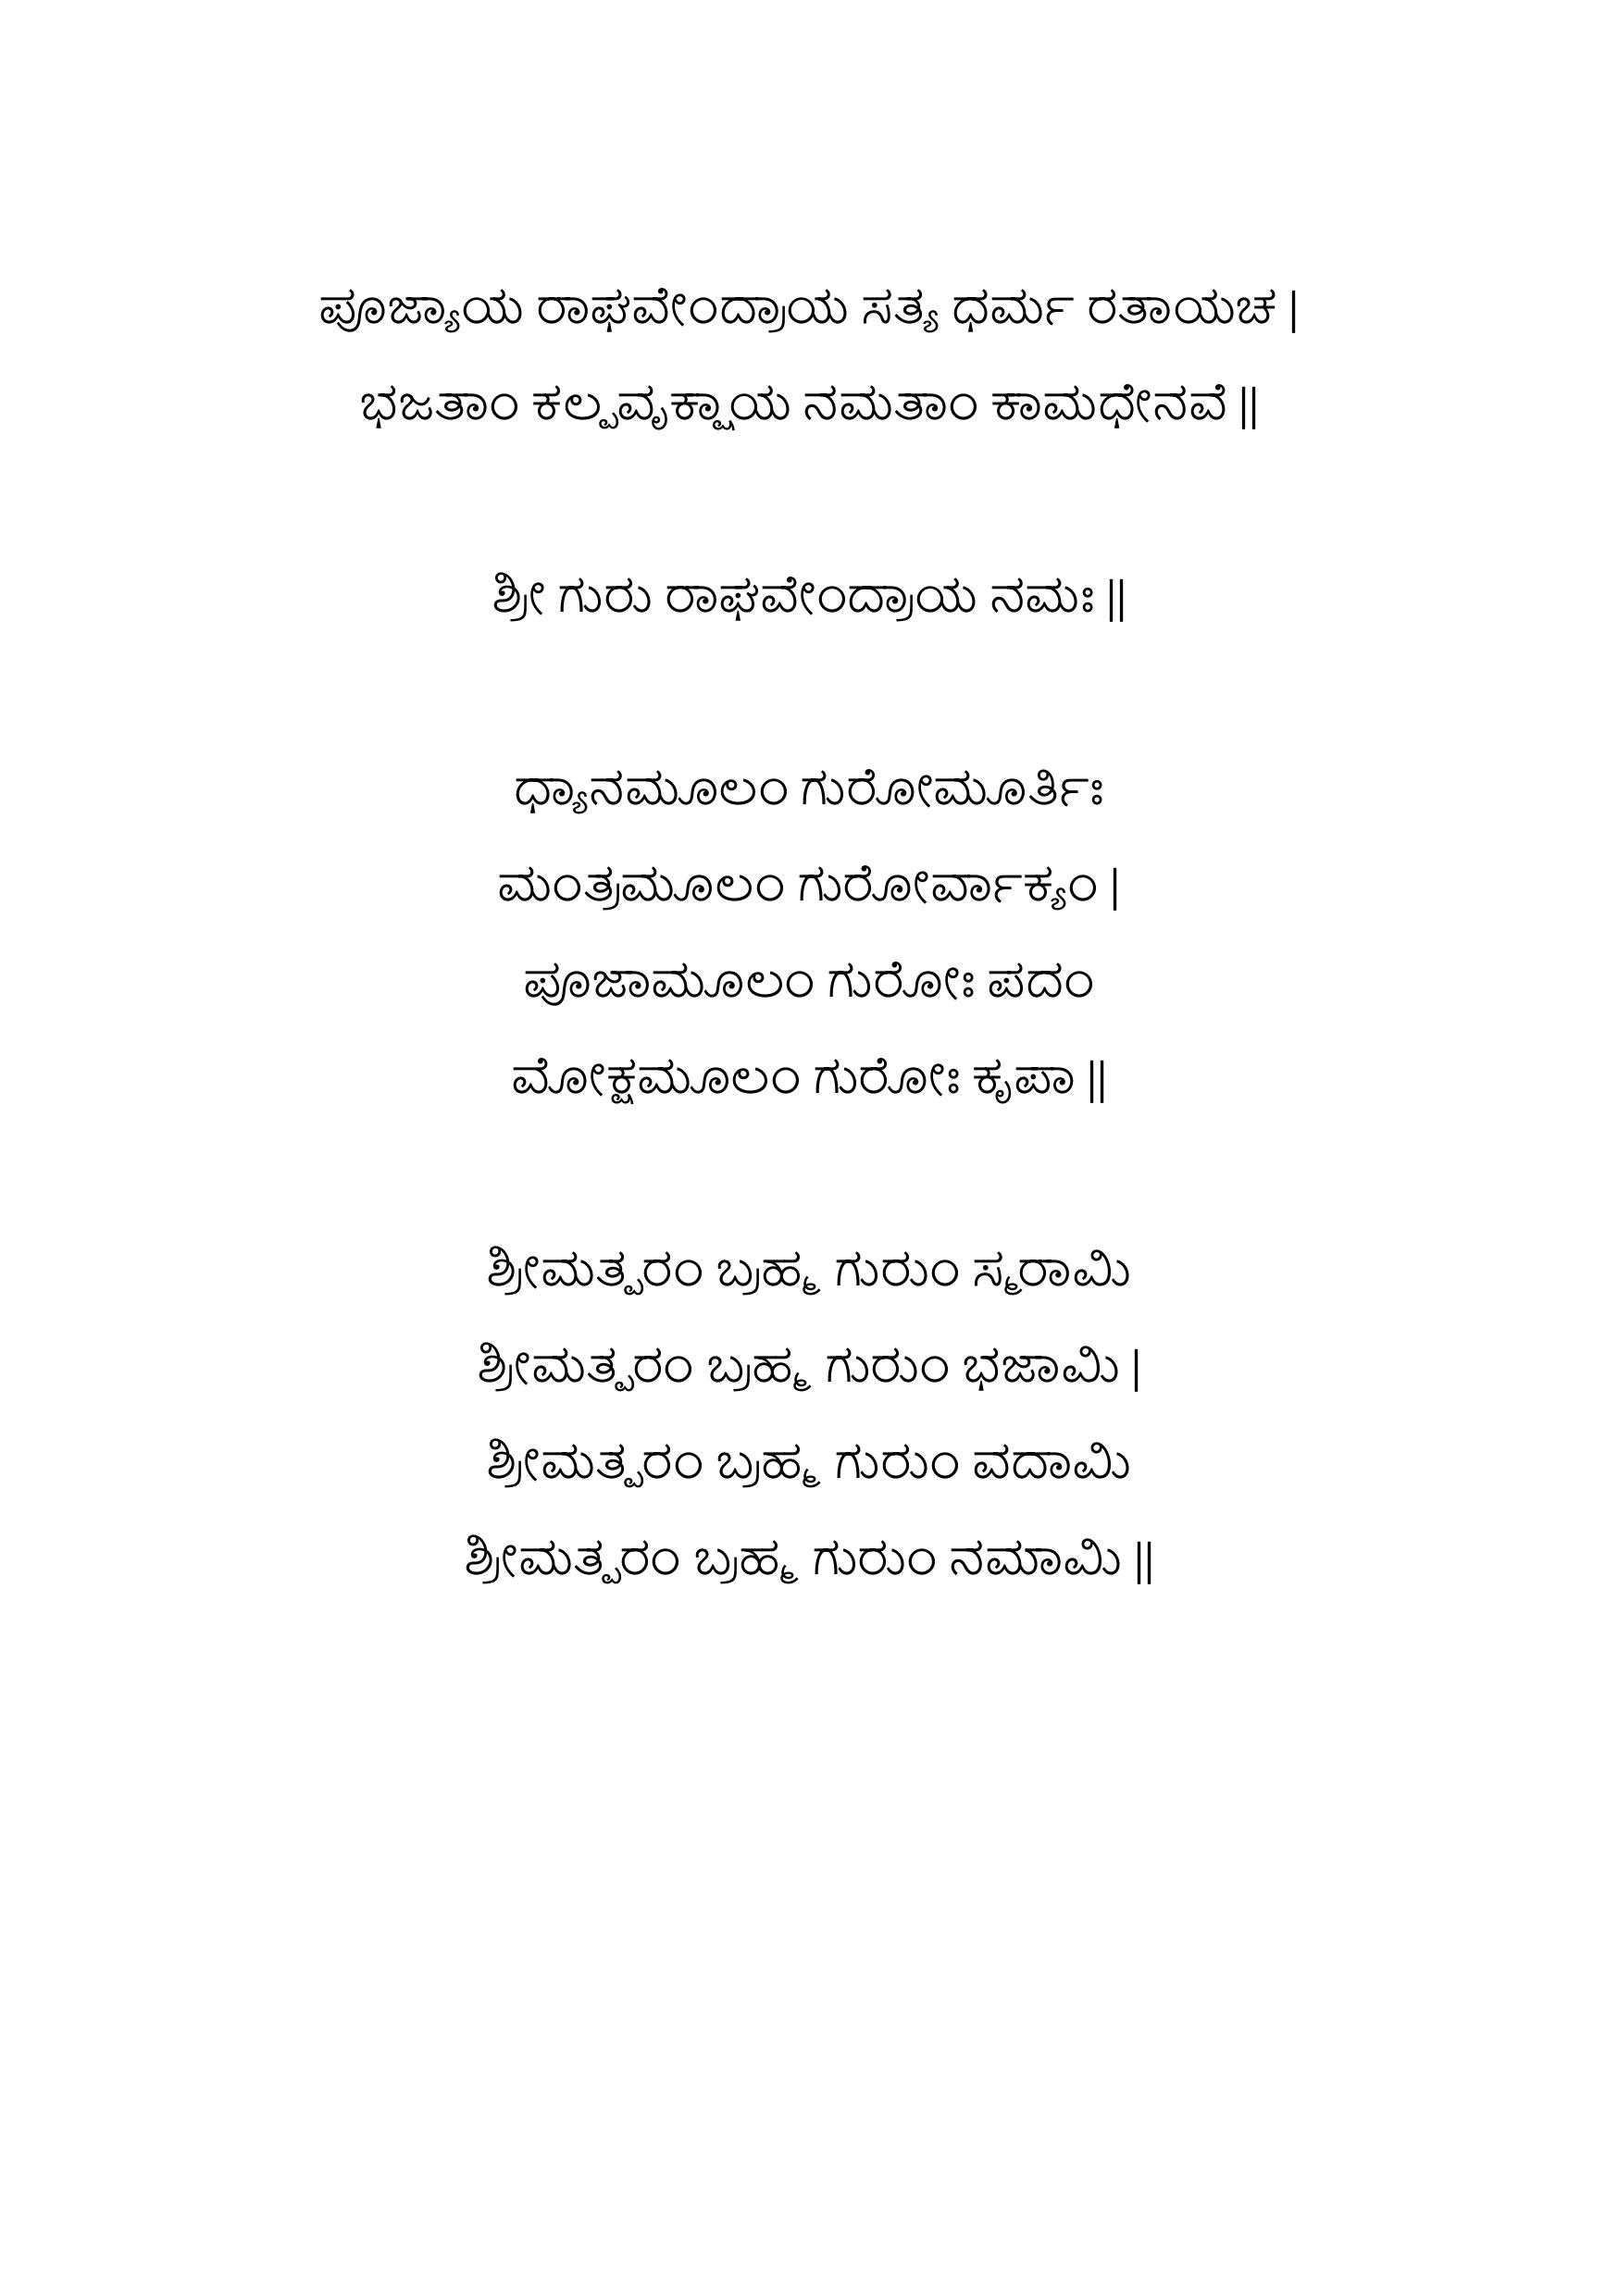 ಪೂಜ್ಯಾಯ ರಾಘವೇಂದ್ರಾಯ ಸತ್ಯ ಧರ್ಮ ರತಾಯಚ |
ಭಜತಾಂ ಕಲ್ಪವೃಕ್ಷಾಯ ನಮತಾಂ ಕಾಮಧೇನವೆ ||
ಶ್ರೀ ಗುರು ರಾಘವೇಂದ್ರಾಯ ನಮಃ ||
ಧ್ಯಾನಮೂಲಂ ಗುರೋಮೂರ್ತಿಃ
ಮಂತ್ರಮೂಲಂ ಗುರೋರ್ವಾಕ್ಯಂ |
ಪೂಜಾಮೂಲಂ ಗುರೋಃ ಪದಂ
ಮೋಕ್ಷಮೂಲಂ ಗುರೋಃ ಕೃಪಾ ||
ಶ್ರೀಮತ್ಪರಂ ಬ್ರಹ್ಮ ಗುರುಂ ಸ್ಮರಾಮಿ
ಶ್ರೀಮತ್ಪರಂ ಬ್ರಹ್ಮ ಗುರುಂ ಭಜಾಮಿ |
ಶ್ರೀಮತ್ಪರಂ ಬ್ರಹ್ಮ ಗುರುಂ ವದಾಮಿ
ಶ್ರೀಮತ್ಪರಂ ಬ್ರಹ್ಮ ಗುರುಂ ನಮಾಮಿ ||